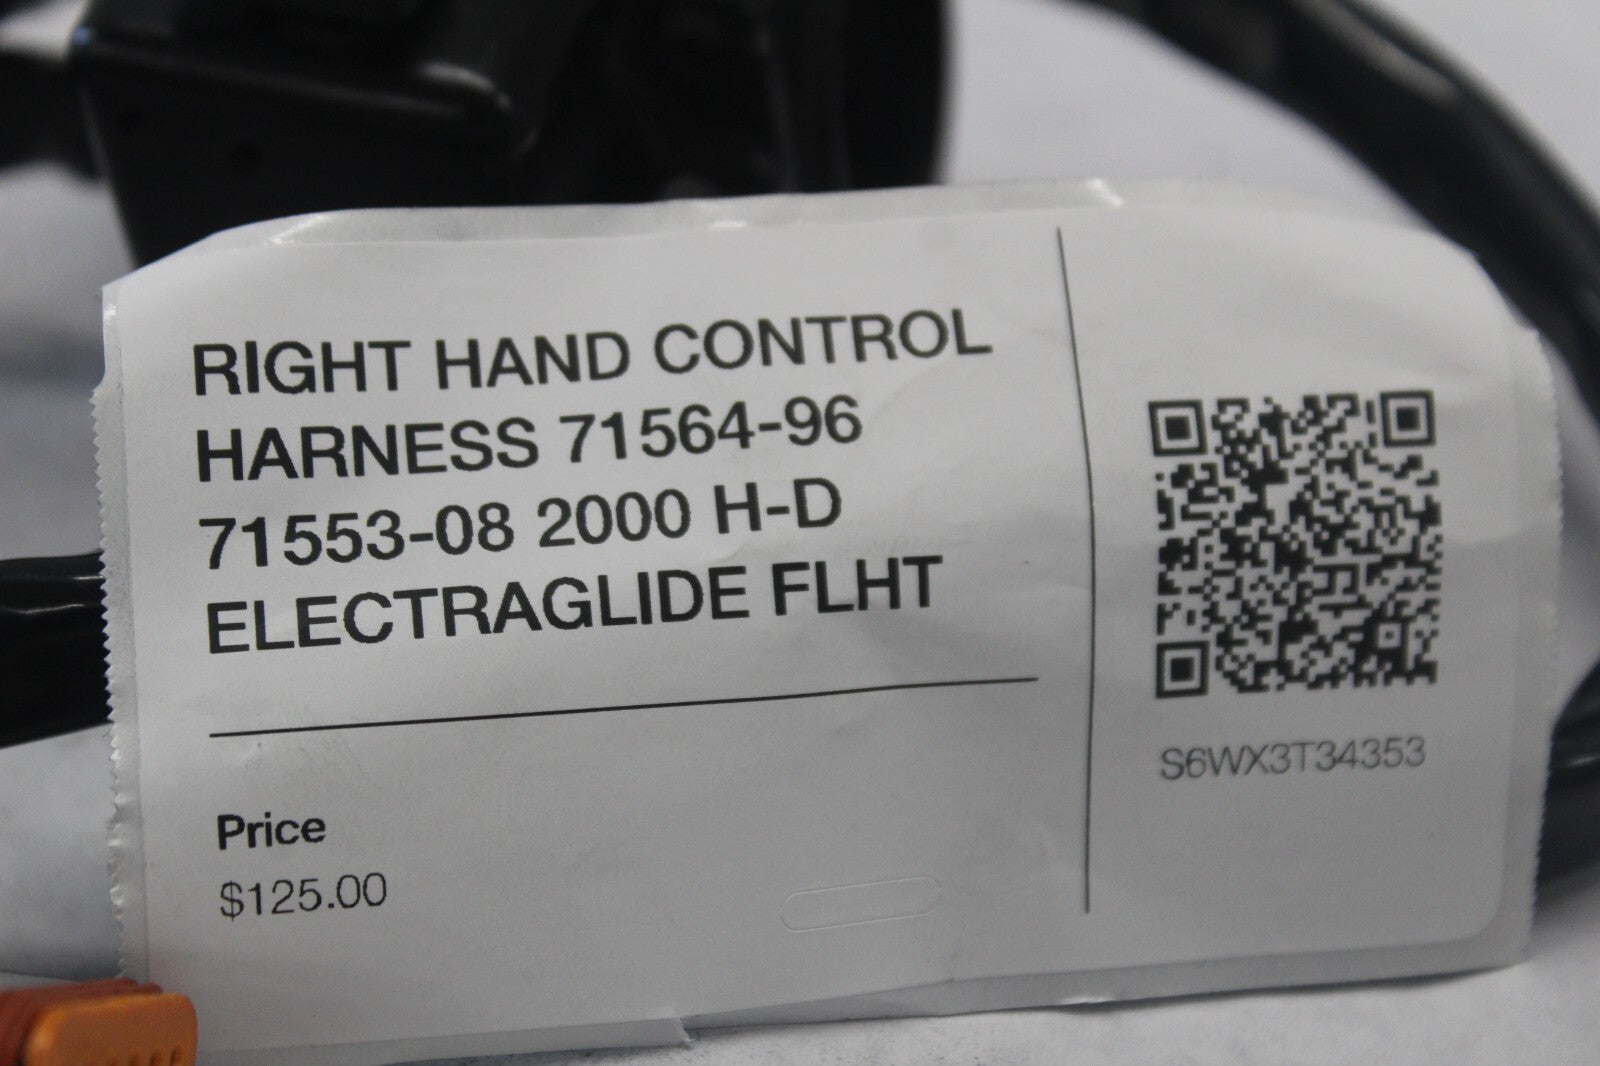 RIGHT HAND CONTROL
HARNESS 71564-96
71553-08 2000 H-D
ELECTRAGLIDE FLHT
Price
$125.00
S6WX3T34353